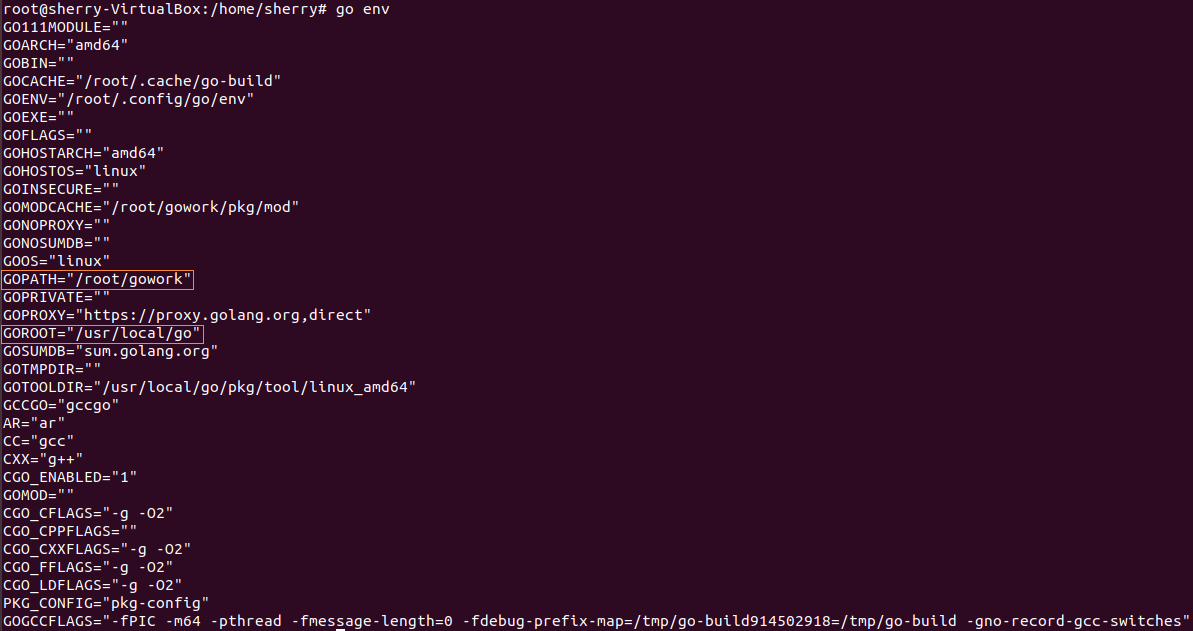 root@sherry-VirtualBox:/home/sherry# go env
GO111MODULE=""
GOARCH="amd64"
GOBIN=""
GOCACHE="/root/.cache/go-build"
GOENV="/root/.config/go/env"
GOEXE=""
GOFLAGS=""
GOHOSTARCH="amd64"
GOHOSTOS="linux"
GOINSECURE=""
GOMODCACHE="/root/gowork/pkg/mod"
GONOPROXY=""
GONOSUMDB=""
GOOS="linux"
GOPATH="/root/gowork"
GOPRIVATE=""
GOPROXY="https://proxy.golang.org,direct"
GOROOT="/usr/local/go"
GOSUMDB="sum.golang.org"
GOTMPDIR=""
GOTOOLDIR="/usr/local/go/pkg/tool/linux_amd64"
GCCGO="gccgo"
AR="ar"
CC="gcc"
CXX="g++"
CGO_ENABLED="1"
GOMOD=""
CGO_CFLAGS="-g -O2"
CGO_CPPFLAGS=""
CGO_CXXFLAGS="-g -O2"
CGO_FFLAGS="-g -O2"
CGO_LDFLAGS="-g -O2"
PKG_CONFIG="pkg-config"
GOGCCFLAGS="-fPIC -m64 -pthread -fmessage-length=0 -fdebug-prefix-map=/tmp/go-build914502918=/tmp/go-build -gno-record-gcc-switches"